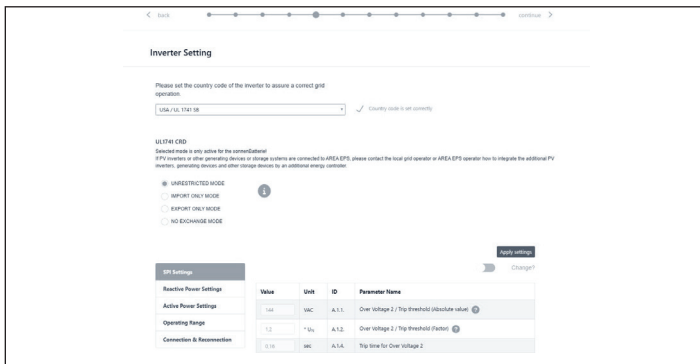 back
continue
Inverter Setting
Please set the country code of the inverter to assure a correct grid
operation.
USA / UL 1741 SB
Country code is set correctly
UL1741 CRD
Selected mode is only active for the sonnenBatterie!
If PV inverters or other generating devices or storage systems are connected to AREA EPS, please contact the local grid operator or AREA EPS operator how to integrate the additional PV
inverters, generating devices and other storage devices by an additional energy controller.
UNRESTRICTED MODE
IMPORT ONLY MODE
EXPORT ONLY MODE
NO EXCHANGE MODE
Apply settings
Change?
SPI Settings
Reactive Power Settings
Active Power Settings
Operating Range
Connection & Reconnection
Value Unit ID Parameter Name
144 VAC A.1.1. Over Voltage 2 / Trip threshold (Absolute value) ?
1.2 * Un A.1.2. Over Voltage 2 / Trip threshold (Factor) ?
0.16 A.1.4. Trip time for Over Voltage 2